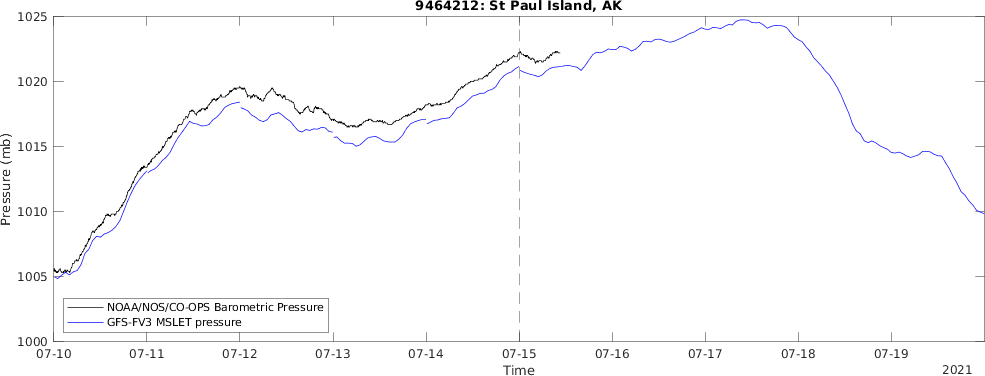 9464212: St Paul Island, AK
Pressure (mb)
1025
1020
1015
1010
1005
1000
NOAA/NOS/CO-OPS Barometric Pressure
GFS-FV3 MSLET pressure
07-10 07-11 07-12 07-13 07-14 07-15 07-16 07-17 07-18 07-19
Time
2021